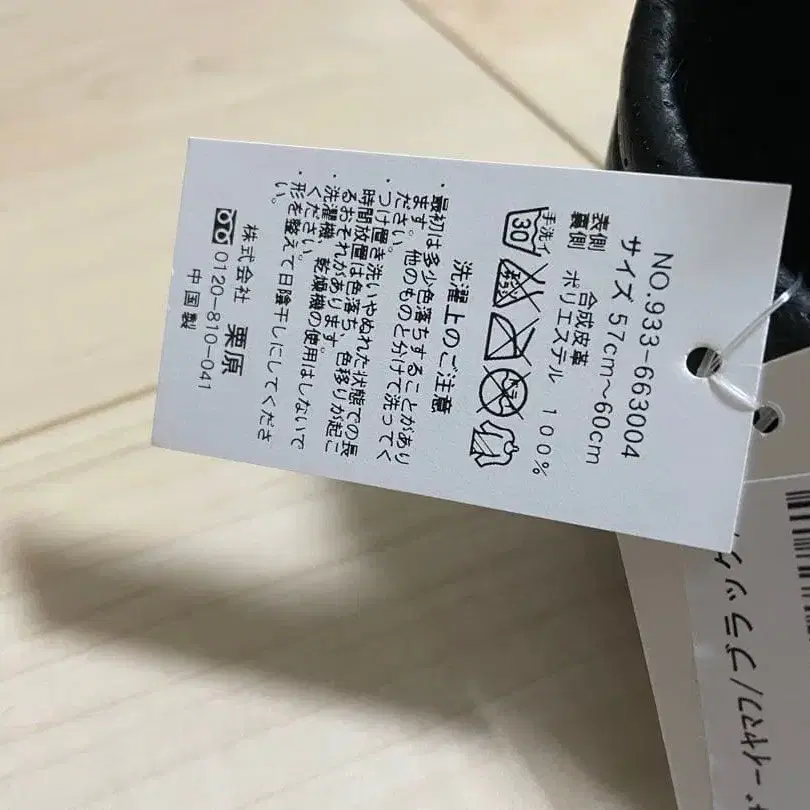 NO.933-663004
サイズ 57cm～60cm
表側 合成皮革
裏側 ポリエステル 100%
手洗イ
30
洗濯上のご注意
・最初は多少色落ちすることがあり
ます。他のものと分けて洗ってく
ださい。
・つけ置き洗いやぬれた状態での長
時間放置は色落ち、色移りが起こ
るおそれがあります。
・洗濯機、乾燥機の使用はしないで
ください。
・形を整えて日陰干しにしてくださ
い。
株式会社 栗原
0120-810-041
中国製